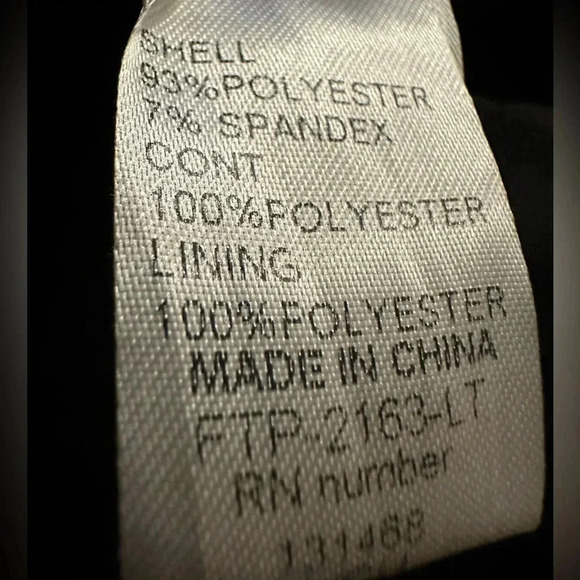 SHELL
93%POLYESTER
7% SPANDEX
CONT
100%POLYESTER
LINING
100%POLYESTER
MADE IN CHINA
FTP-2163-LT
RN number
131468